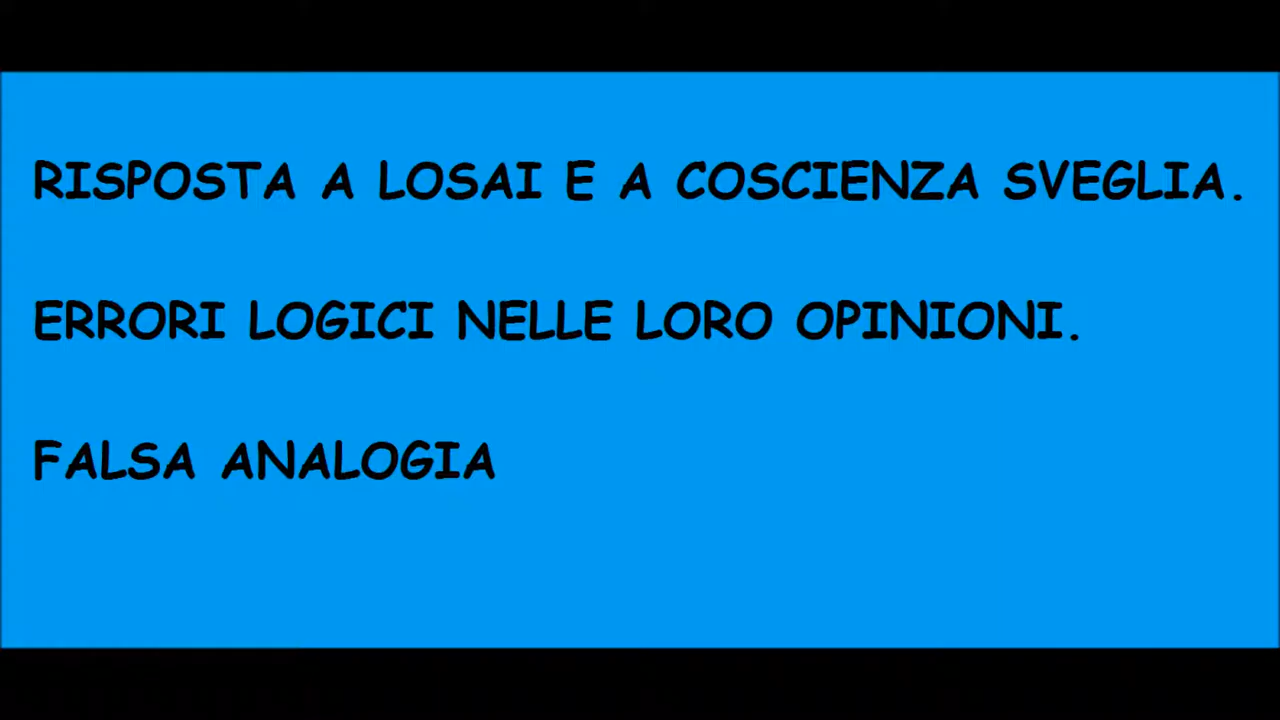 RISPOSTA A LOSAI E A COSCIENZA SVEGLIA.
ERRORI LOGICI NELLE LORO OPINIONI.
FALSA ANALOGIA